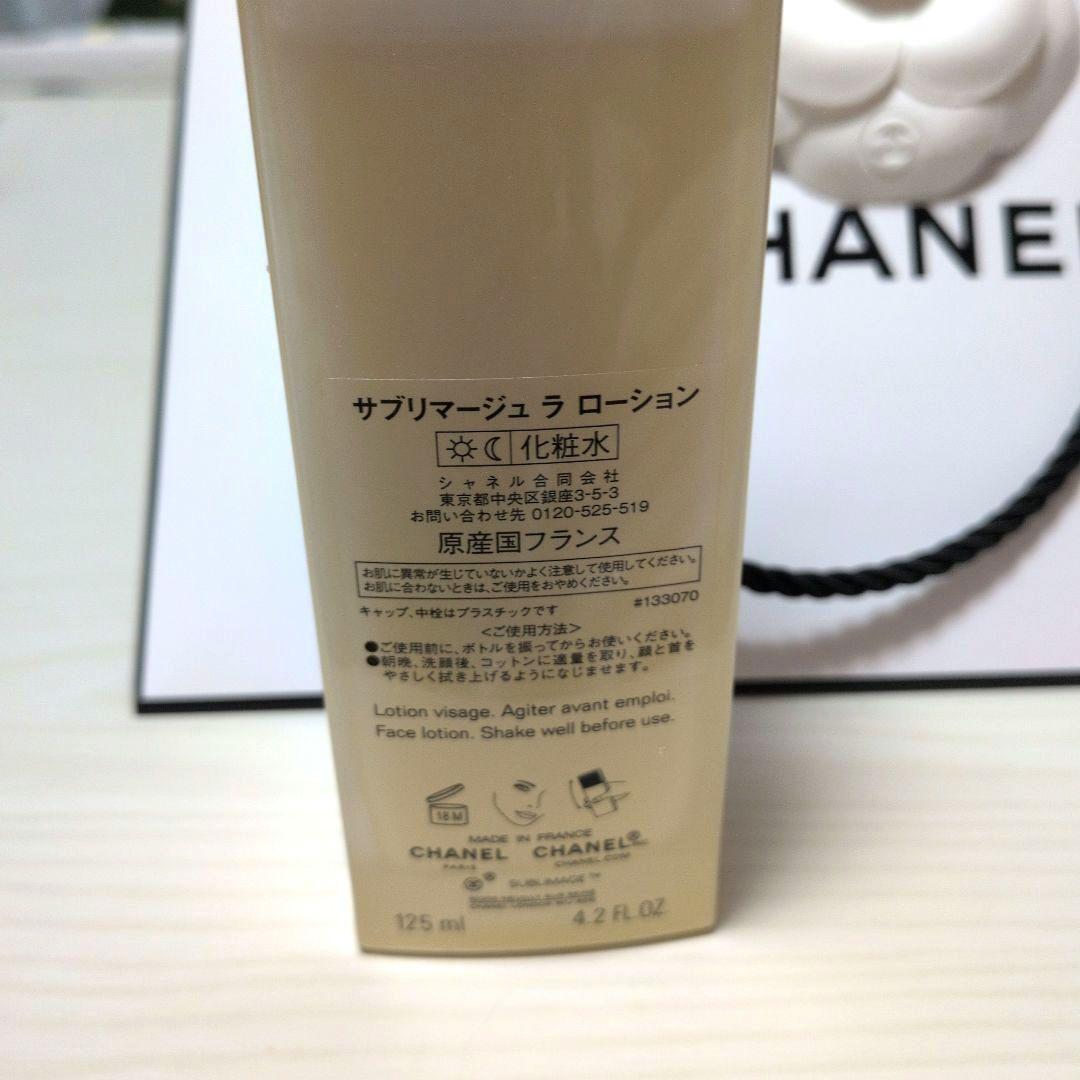 HANEL
サブリマージュ ラ ローション
化粧水
シャネル合同会社
東京都中央区銀座3-5-3
お問い合わせ先 0120-525-519
原産国フランス
お肌に異常が生じていないかよく注意して使用してください。
お肌に合わないときは、ご使用をおやめください。
キャップ、中栓はプラスチックです
#133070
<ご使用方法>
●ご使用前に、ボトルを振ってからお使いください。
●朝晩、洗顔後、コットンに適量を取り、顔と首を
やさしく拭き上げるようになじませます。
Lotion visage. Agiter avant emploi.
Face lotion. Shake well before use.
18 M
MADE IN FRANCE
CHANEL CHANEL®
PARIS CHANEL.COM
® SUBLIMAGE™
125 ml 4.2 FL.OZ.